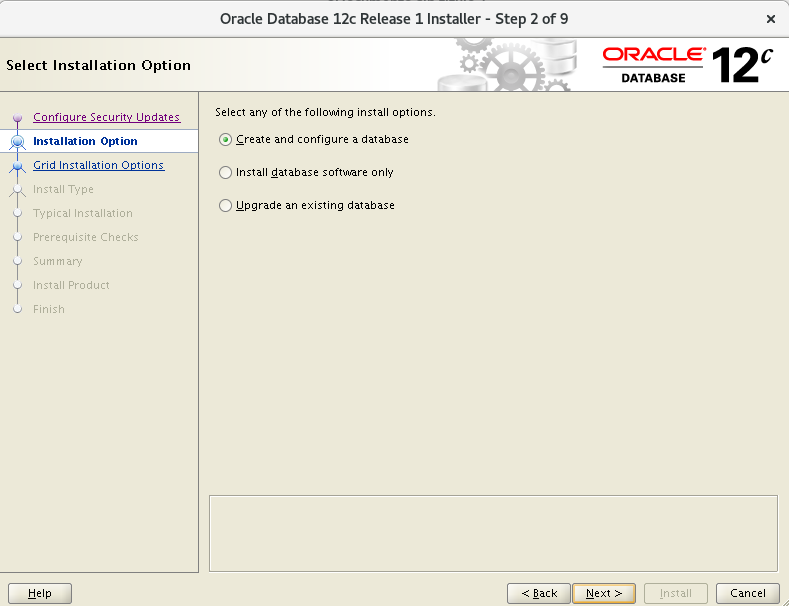 Oracle Database 12c Release 1 Installer - Step 2 of 9
×
Select Installation Option
ORACLE®
DATABASE
12c
Configure Security Updates
Installation Option
Grid Installation Options
Install Type
Typical Installation
Prerequisite Checks
Summary
Install Product
Finish
Select any of the following install options.
Create and configure a database
Install database software only
Upgrade an existing database
Help
< Back
Next >
Install
Cancel